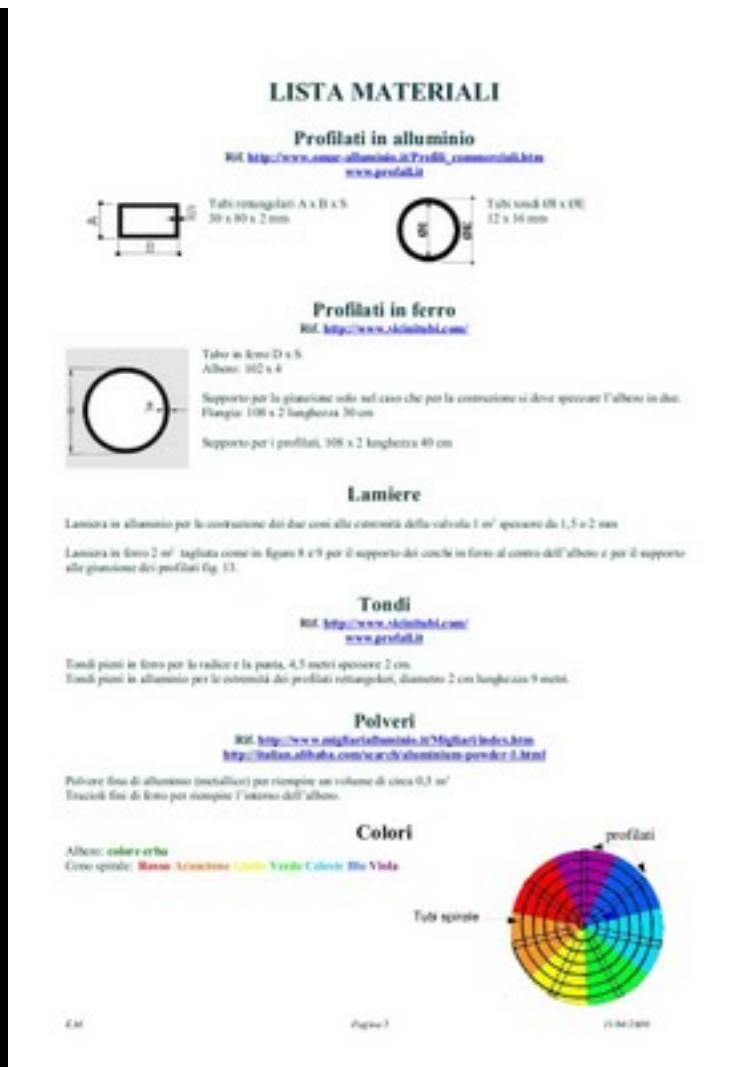 LISTA MATERIALI
Profilati in alluminio
Rif. http://www.omar-alluminio.it/Profili_commerciali.htm
www.profall.it
Tubi rettangolari A x B x S
30 x 80 x 2 mm
Tubi tondi ØI x ØE
12 x 16 mm
A
B
ØI
ØE
Profilati in ferro
Rif. http://www.vicinitubi.com/
Tubo in ferro D x S
Albero: 102 x 4
Supporto per la giunzione solo nel caso che per la costruzione si deve spezzare l'albero in due.
Flangia: 108 x 2 lunghezza 30 cm
Supporto per i profilati, 108 x 2 lunghezza 40 cm
Lamiere
Lamiera in alluminio per la costruzione dei due coni alle estremità della valvola 1 m² spessore da 1,5 o 2 mm
Lamiera in ferro 2 m² tagliata come in figura 8 e 9 per il supporto dei cerchi in ferro al centro dell'albero e per il supporto
alle giunzione dei profilati fig. 13.
Tondi
Rif. http://www.vicinitubi.com/
www.profall.it
Tondi pieni in ferro per la radice e la punta, 4,5 metri spessore 2 cm.
Tondi pieni in alluminio per le estremità dei profilati rettangolari, diametro 2 cm lunghezza 9 metri.
Polveri
Rif. http://www.migliarialluminio.it/Migliari/index.htm
http://italian.alibaba.com/search/aluminium-powder-1.html
Polvere fina di alluminio (metallico) per riempire un volume di circa 0,5 m³
Trucioli fini di ferro per riempire l'interno dell'albero.
Colori
profilati
Albero: colore erba
Cono spirale: Rosso Arancione Giallo Verde Celeste Blu Viola
Tubi spirale
Pagina 5